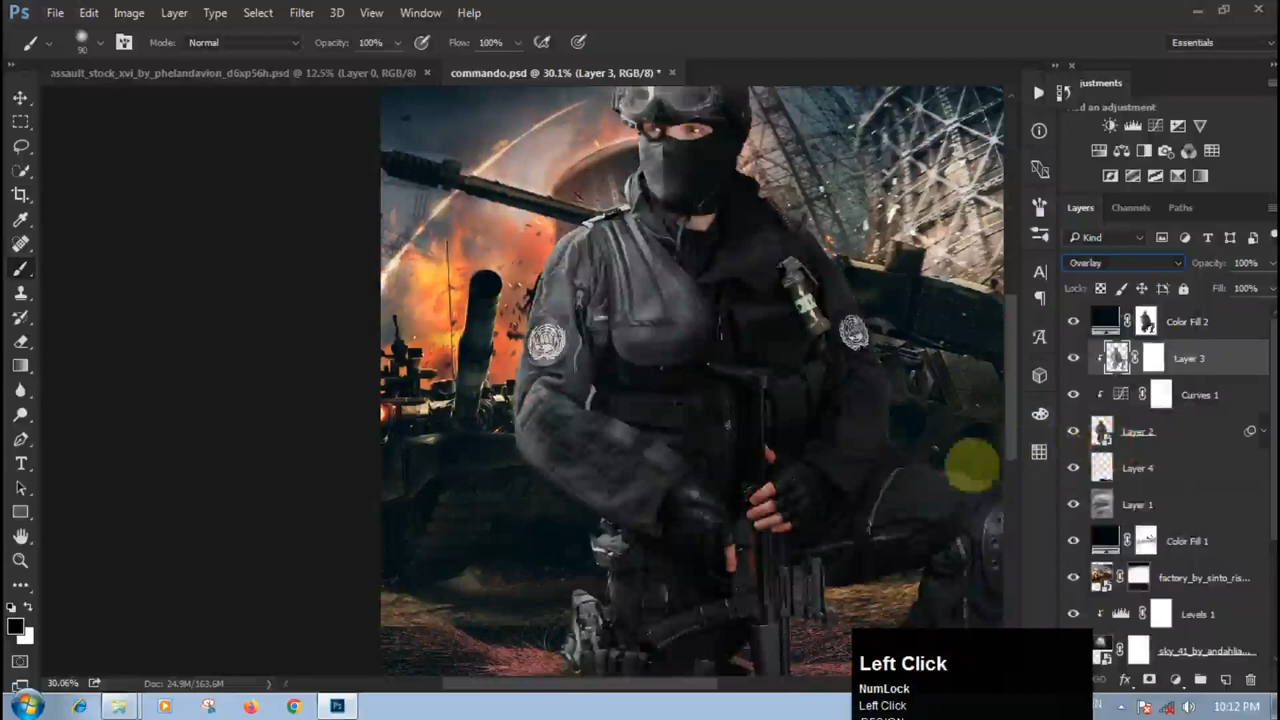 Ps File Edit Image Layer Type Select Filter 3D View Window Help
90 Mode: Normal Opacity: 100% Flow: 100% Essentials
assault_stock_xvi_by_phelandavion_d6xp56h.psd @ 12.5% (Layer 0, RGB/8) × commando.psd @ 30.1% (Layer 3, RGB/8) * ×
djustments
Add an adjustment
Layers Channels Paths
Kind
Overlay Opacity: 100%
Lock: Fill: 100%
Color Fill 2
Layer 3
Curves 1
Layer 2
Layer 4
Layer 1
Color Fill 1
factory_by_sinto_ris...
Levels 1
sky_41_by_andahlia...
Left Click
NumLock
Left Click
30.06% Doc: 24.9M/163.6M
10:12 PM